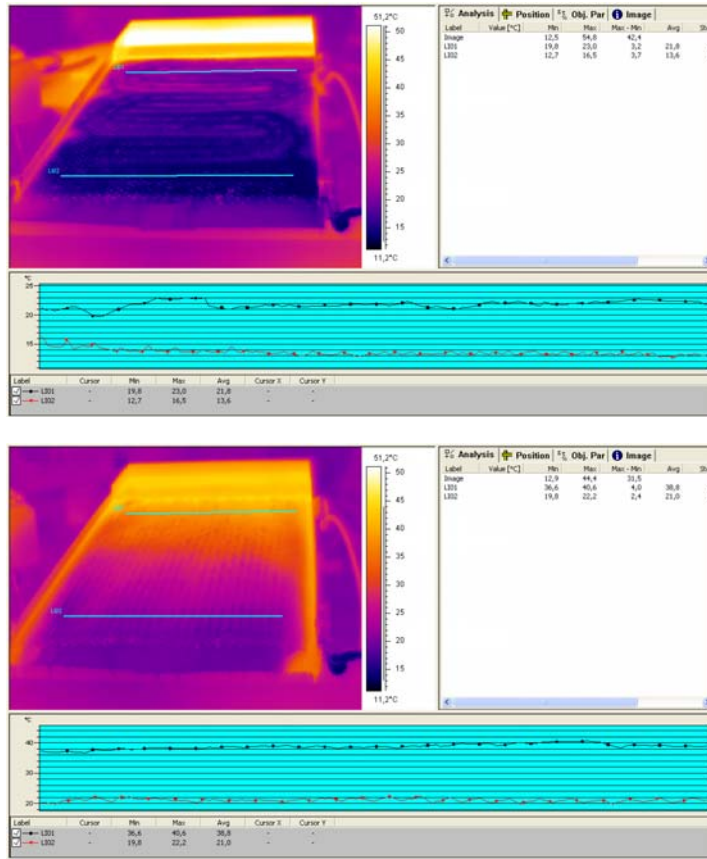 51,2°C
50
45
40
35
30
25
20
15
11,2°C
LI01
LI02
Analysis Position Obj. Par Image
Label Value [°C] Min Max Max - Min Avg
Image 12,5 54,8 42,4
LI01 19,8 23,0 3,2 21,8
LI02 12,7 16,5 3,7 13,6
°C
25
20
15
Label Cursor Min Max Avg Cursor X Cursor Y
LI01 - 19,8 23,0 21,8 - -
LI02 - 12,7 16,5 13,6 - -
51,2°C
50
45
40
35
30
25
20
15
11,2°C
Analysis Position Obj. Par Image
Label Value [°C] Min Max Max - Min Avg
Image 12,9 44,4 31,5
LI01 36,6 40,6 4,0 38,8
LI02 19,8 22,2 2,4 21,0
°C
40
30
20
Label Cursor Min Max Avg Cursor X Cursor Y
LI01 - 36,6 40,6 38,8 - -
LI02 - 19,8 22,2 21,0 - -